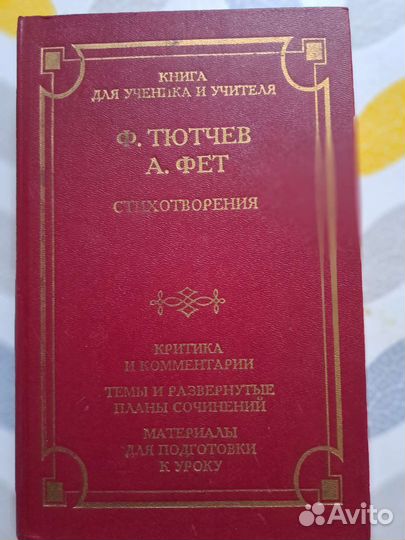 КНИГА
ДЛЯ УЧЕНИКА И УЧИТЕЛЯ
Ф. ТЮТЧЕВ
А. ФЕТ
СТИХОТВОРЕНИЯ
КРИТИКА
И КОММЕНТАРИИ
ТЕМЫ И РАЗВЕРНУТЫЕ
ПЛАНЫ СОЧИНЕНИЙ
МАТЕРИАЛЫ
ДЛЯ ПОДГОТОВКИ
К УРОКУ
Avito